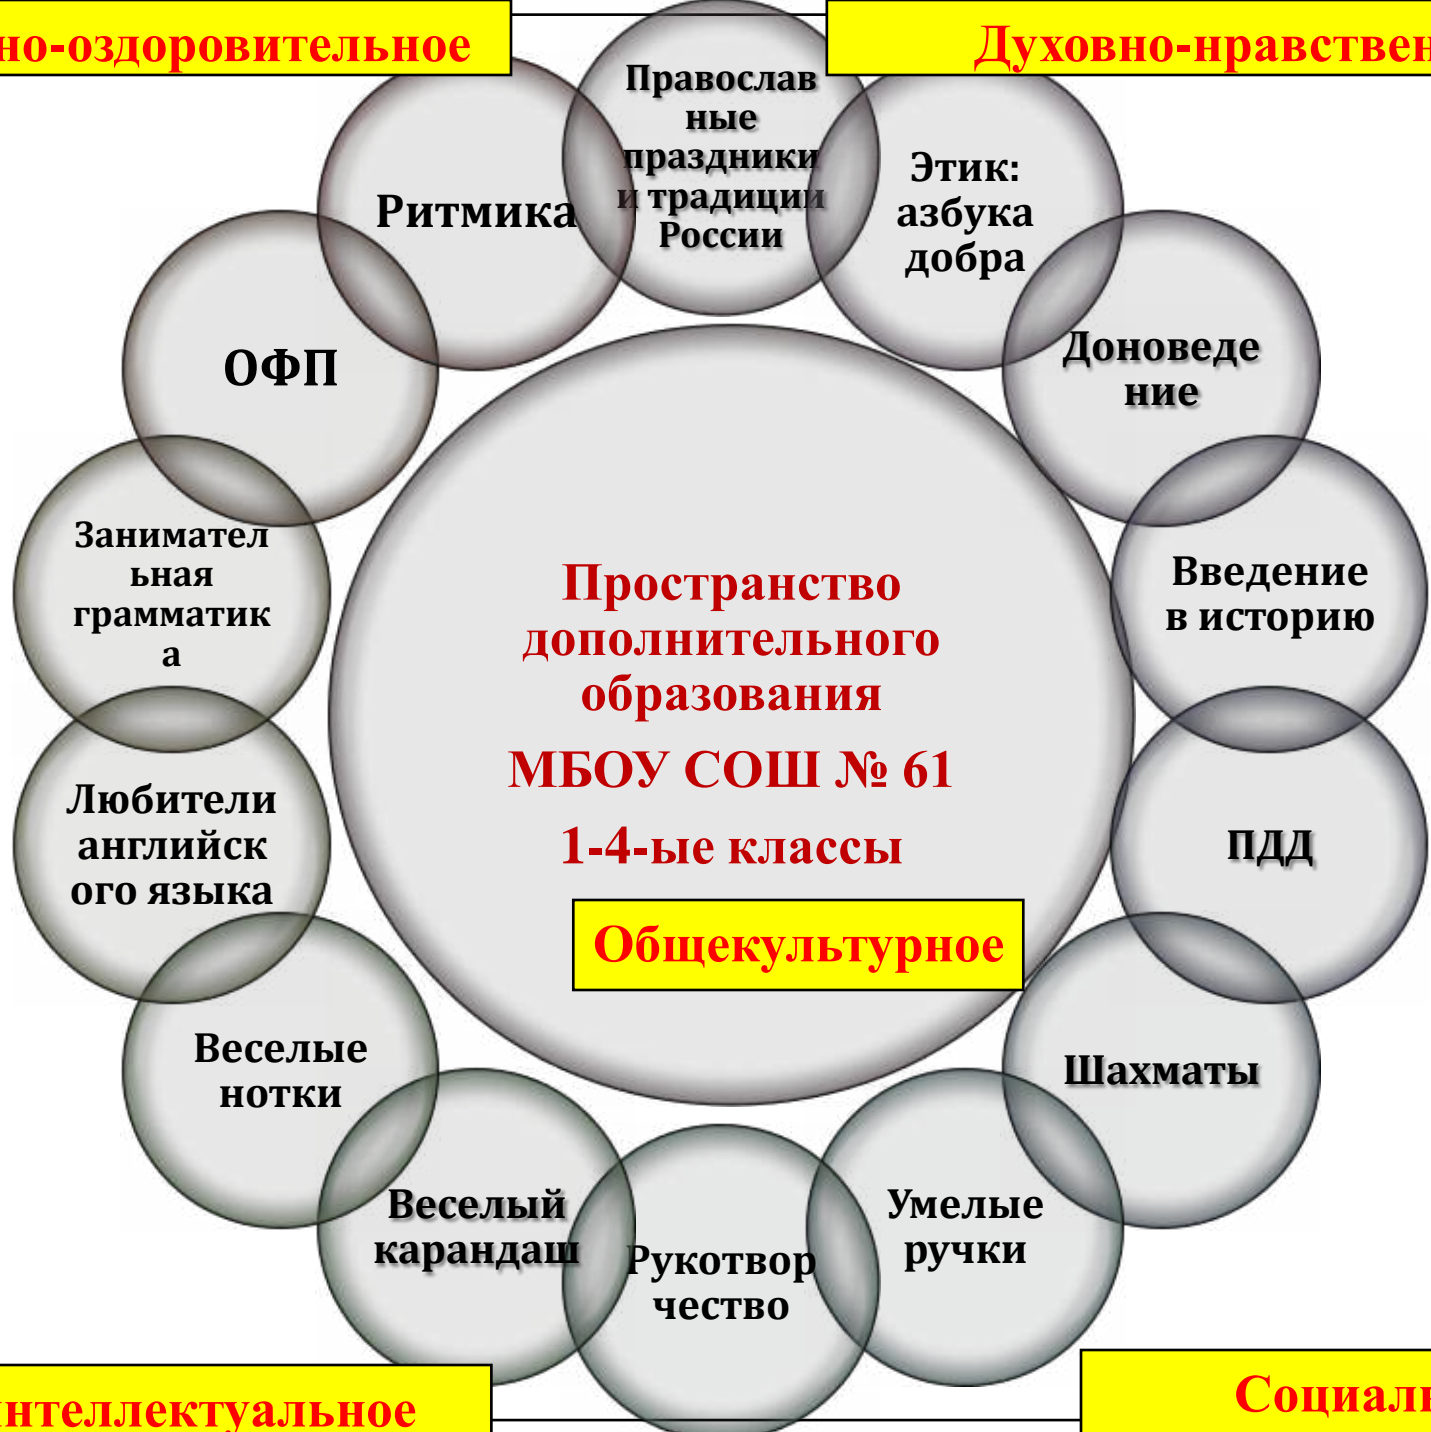 но-оздоровительное
Духовно-нравствен
Православ
ные
праздники
и традиции
России
Этик:
азбука
добра
Ритмика
Доноведе
ние
ОФП
Занимател
ьная
грамматик
а
Введение
в историю
Пространство
дополнительного
образования
МБОУ СОШ № 61
1-4-ые классы
Любители
английск
ого языка
ПДД
Общекультурное
Веселые
нотки
Шахматы
Веселый
карандаш
Рукотвор
чество
Умелые
ручки
интеллектуальное
Социаль